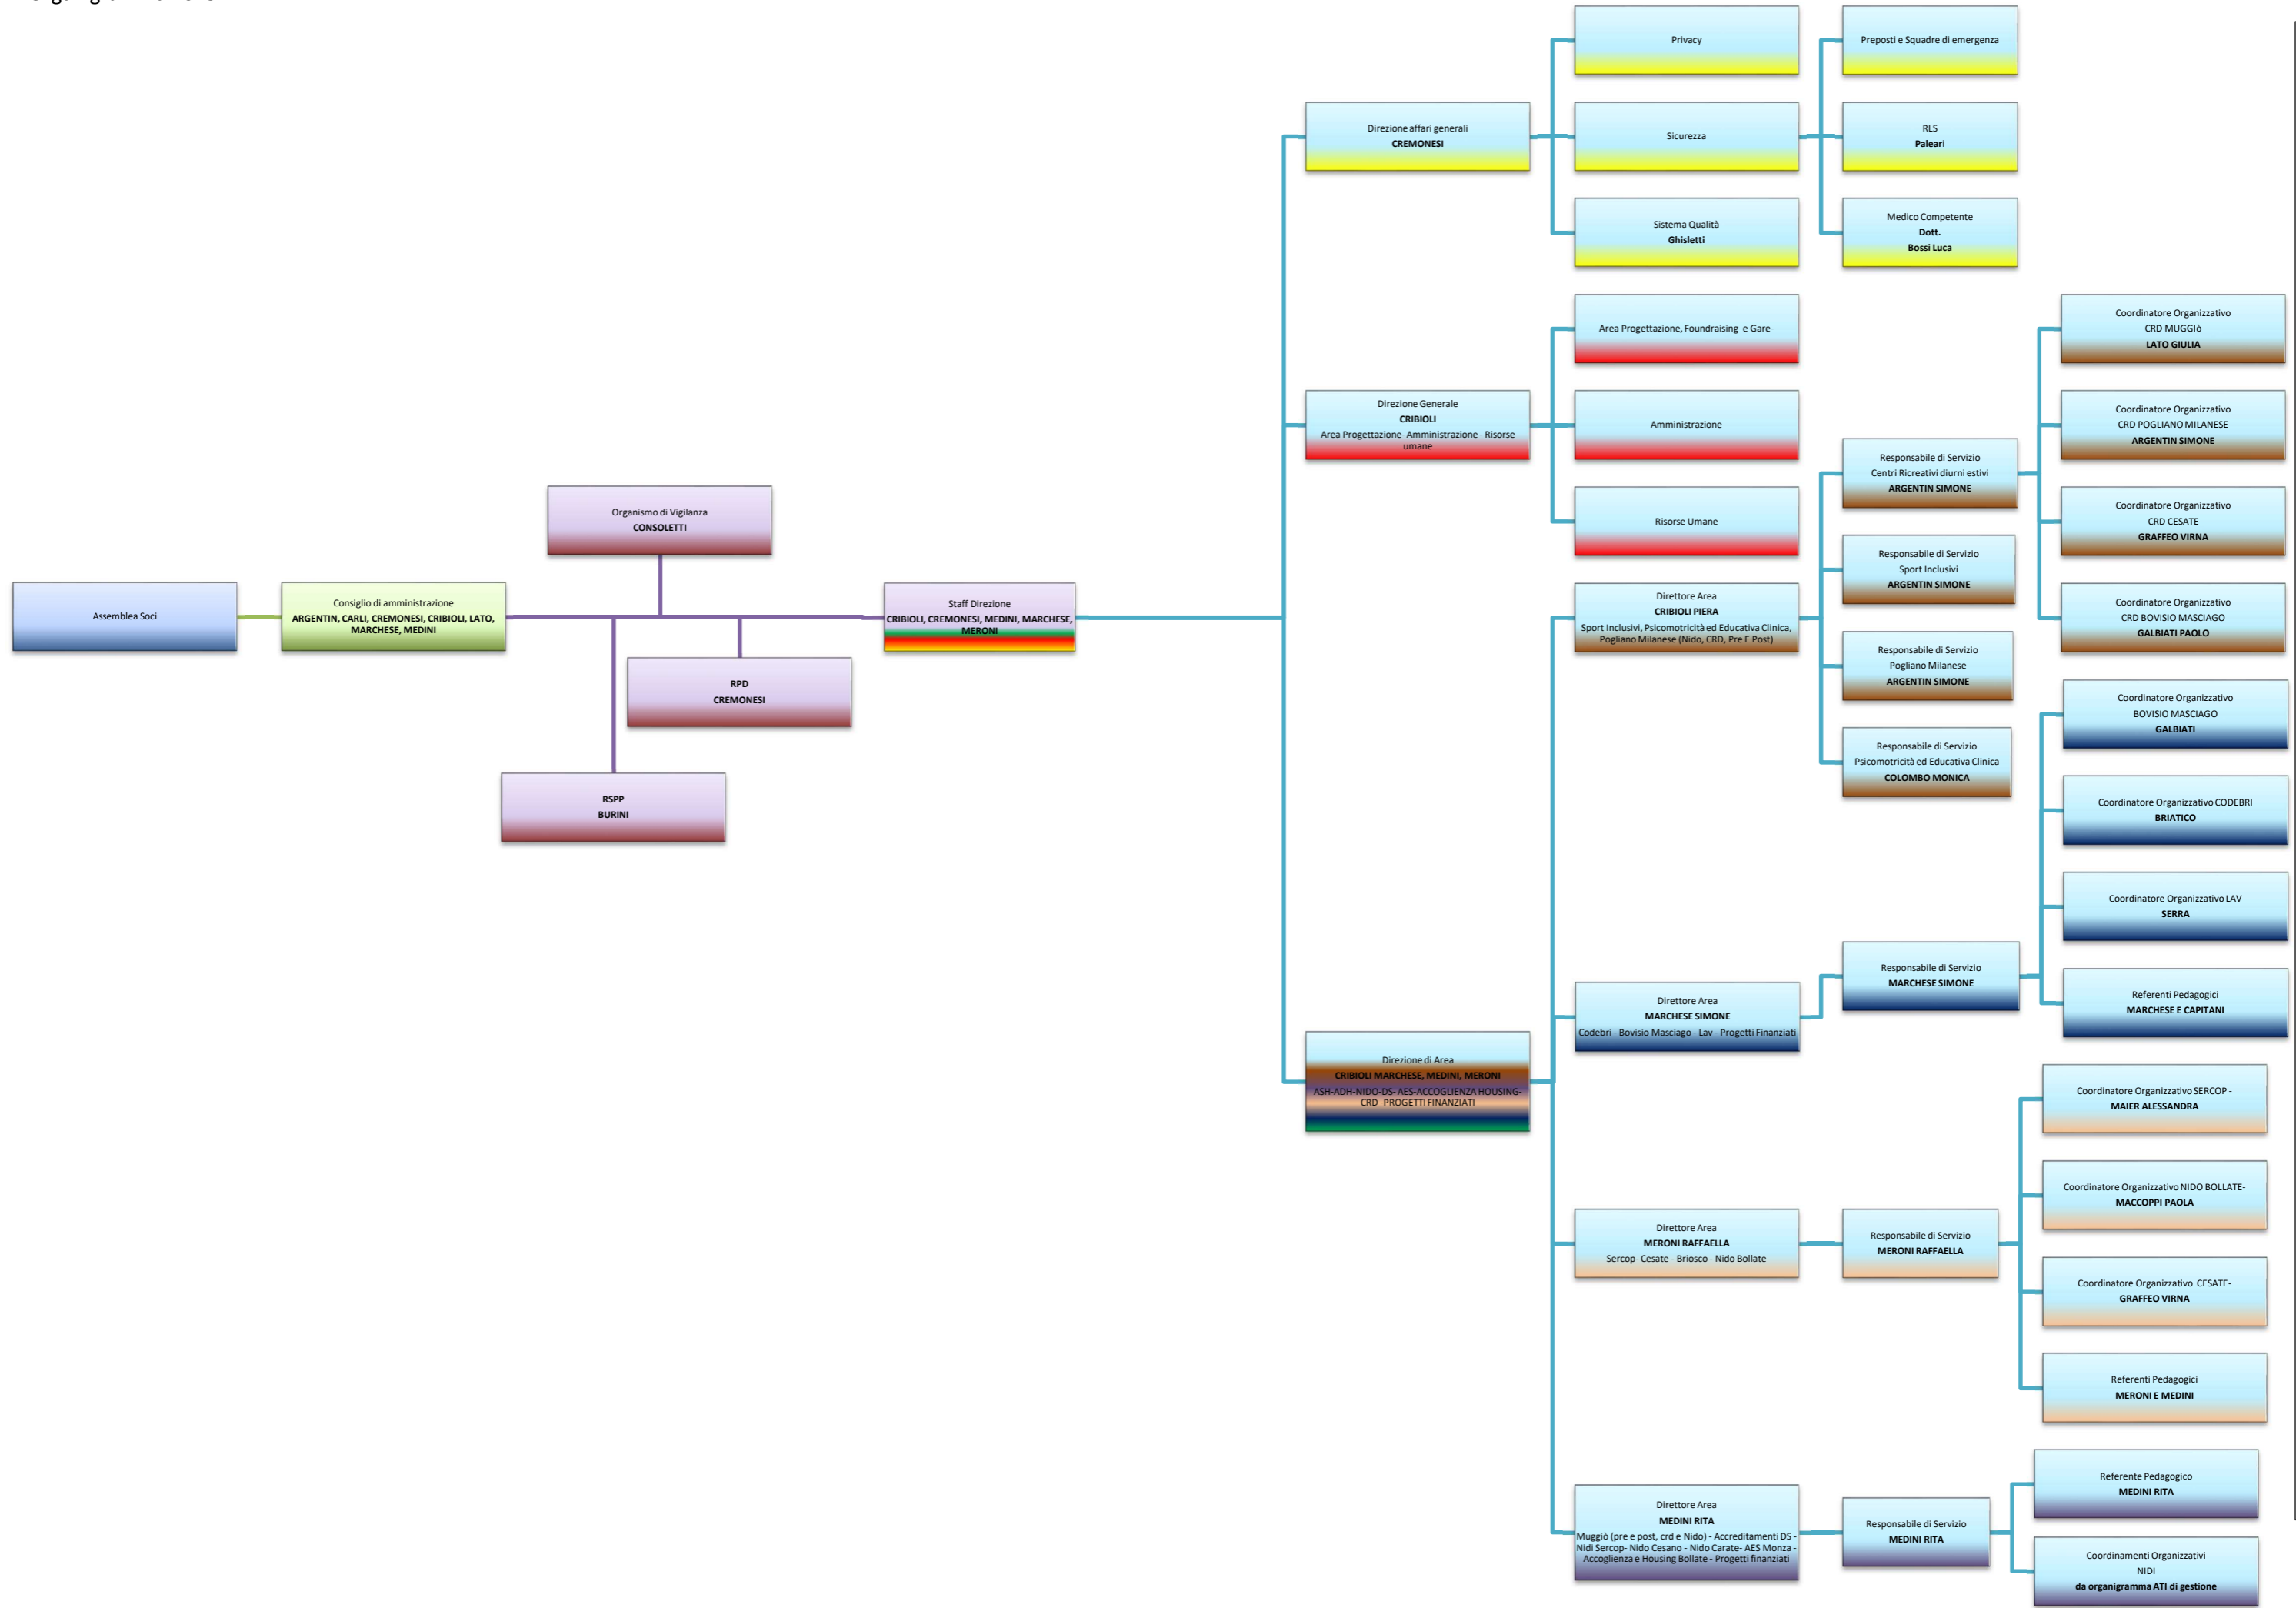 Assemblea Soci
Consiglio di amministrazione
ARGENTIN, CARLI, CREMONESI, CRIBIOLI, LATO,
MARCHESE, MEDINI
Organismo di Vigilanza
CONSOLETTI
RPD
CREMONESI
RSPP
BURINI
Staff Direzione
CRIBIOLI, CREMONESI, MEDINI, MARCHESE,
MERONI
Direzione affari generali
CREMONESI
Privacy
Sicurezza
Preposti e Squadre di emergenza
RLS
Paleari
Medico Competente
Dott.
Bossi Luca
Sistema Qualità
Ghisletti
Direzione Generale
CRIBIOLI
Area Progettazione- Amministrazione - Risorse
umane
Area Progettazione, Foundraising e Gare-
Amministrazione
Risorse Umane
Direzione di Area
CRIBIOLI MARCHESE, MEDINI, MERONI
ASH-ADH-NIDO-DS- AES-ACCOGLIENZA HOUSING-
CRD -PROGETTI FINANZIATI
Direttore Area
CRIBIOLI PIERA
Sport Inclusivi, Psicomotricità ed Educativa Clinica,
Pogliano Milanese (Nido, CRD, Pre E Post)
Responsabile di Servizio
Centri Ricreativi diurni estivi
ARGENTIN SIMONE
Coordinatore Organizzativo
CRD MUGGIÒ
LATO GIULIA
Coordinatore Organizzativo
CRD POGLIANO MILANESE
ARGENTIN SIMONE
Coordinatore Organizzativo
CRD CESATE
GRAFFEO VIRNA
Coordinatore Organizzativo
CRD BOVISIO MASCIAGO
GALBIATI PAOLO
Responsabile di Servizio
Sport Inclusivi
ARGENTIN SIMONE
Responsabile di Servizio
Pogliano Milanese
ARGENTIN SIMONE
Responsabile di Servizio
Psicomotricità ed Educativa Clinica
COLOMBO MONICA
Direttore Area
MARCHESE SIMONE
Codebri - Bovisio Masciago - Lav - Progetti Finanziati
Responsabile di Servizio
MARCHESE SIMONE
Coordinatore Organizzativo
BOVISIO MASCIAGO
GALBIATI
Coordinatore Organizzativo CODEBRI
BRIATICO
Coordinatore Organizzativo LAV
SERRA
Referenti Pedagogici
MARCHESE E CAPITANI
Direttore Area
MERONI RAFFAELLA
Sercop- Cesate - Briosco - Nido Bollate
Responsabile di Servizio
MERONI RAFFAELLA
Coordinatore Organizzativo SERCOP -
MAIER ALESSANDRA
Coordinatore Organizzativo NIDO BOLLATE-
MACCOPPI PAOLA
Coordinatore Organizzativo CESATE-
GRAFFEO VIRNA
Referenti Pedagogici
MERONI E MEDINI
Direttore Area
MEDINI RITA
Muggiò (pre e post, crd e Nido) - Accreditamenti DS -
Nidi Sercop- Nido Cesano - Nido Carate- AES Monza -
Accoglienza e Housing Bollate - Progetti finanziati
Responsabile di Servizio
MEDINI RITA
Referente Pedagogico
MEDINI RITA
Coordinamenti Organizzativi
NIDI
da organigramma ATI di gestione